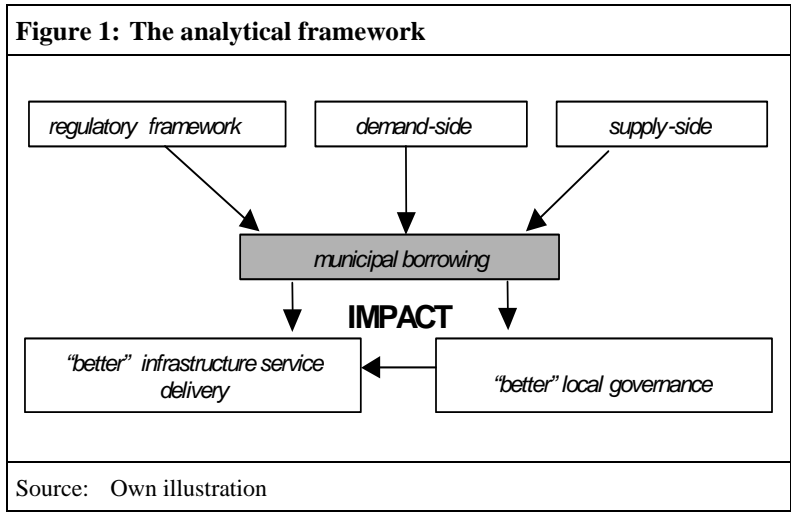 Figure 1: The analytical framework
regulatory framework
demand-side
supply-side
municipal borrowing
IMPACT
“better” infrastructure service
delivery
“better” local governance
Source: Own illustration